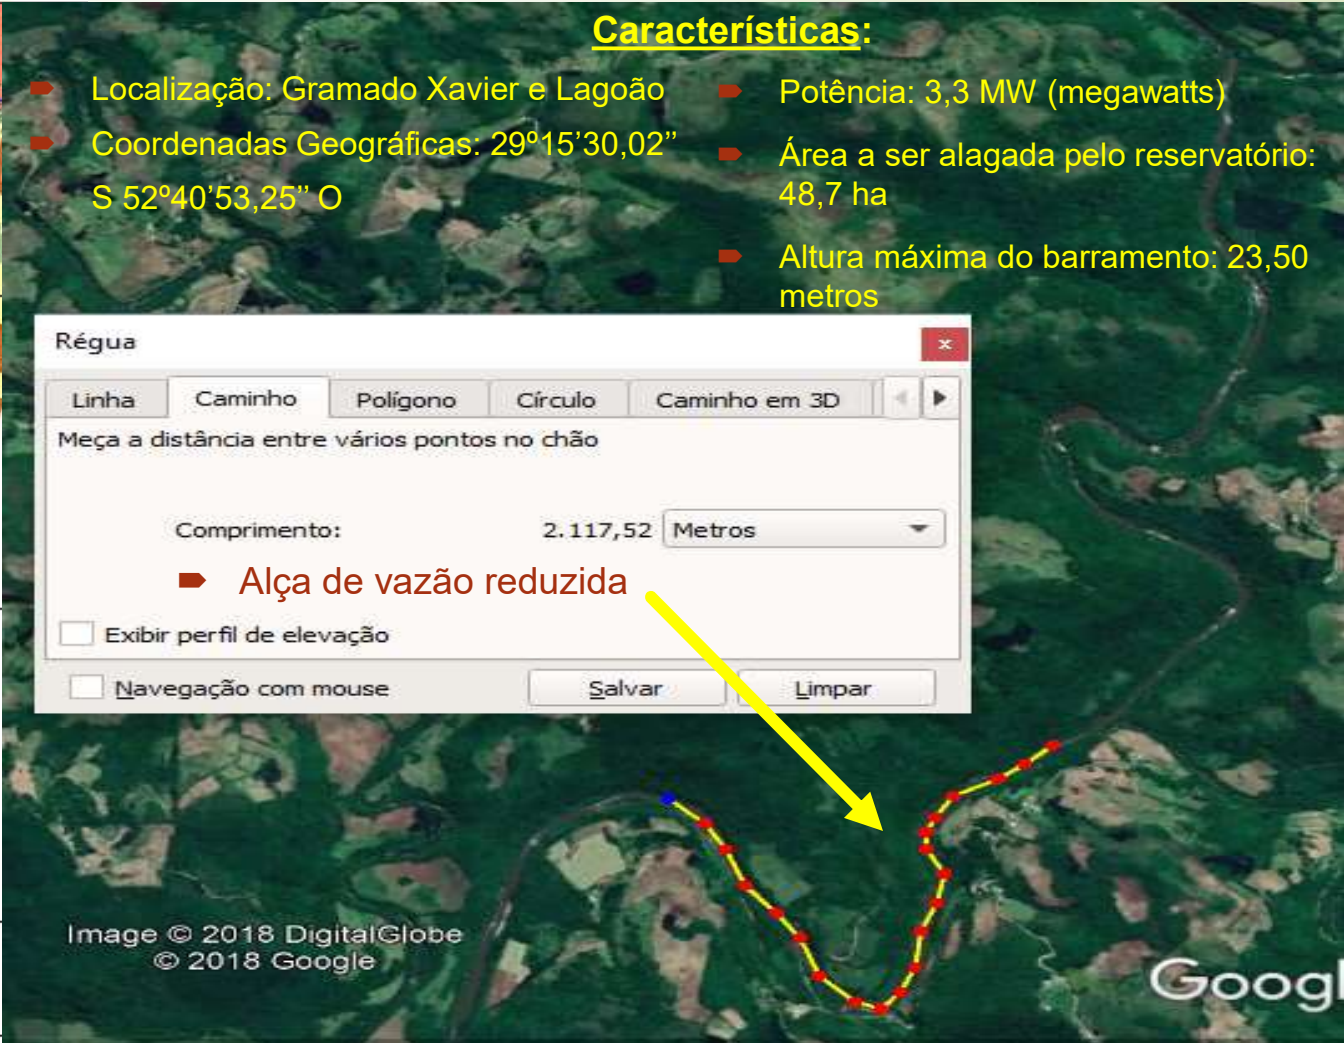 Características:
Localização: Gramado Xavier e Lagoão
Coordenadas Geográficas: 29º15’30,02’’
S 52º40’53,25’’ O
Potência: 3,3 MW (megawatts)
Área a ser alagada pelo reservatório:
48,7 ha
Altura máxima do barramento: 23,50
metros
Régua
Linha Caminho Polígono Círculo Caminho em 3D
Meça a distância entre vários pontos no chão
Comprimento: 2.117,52 Metros
Alça de vazão reduzida
Exibir perfil de elevação
Navegação com mouse Salvar Limpar
Image © 2018 DigitalGlobe
© 2018 Google
Googl